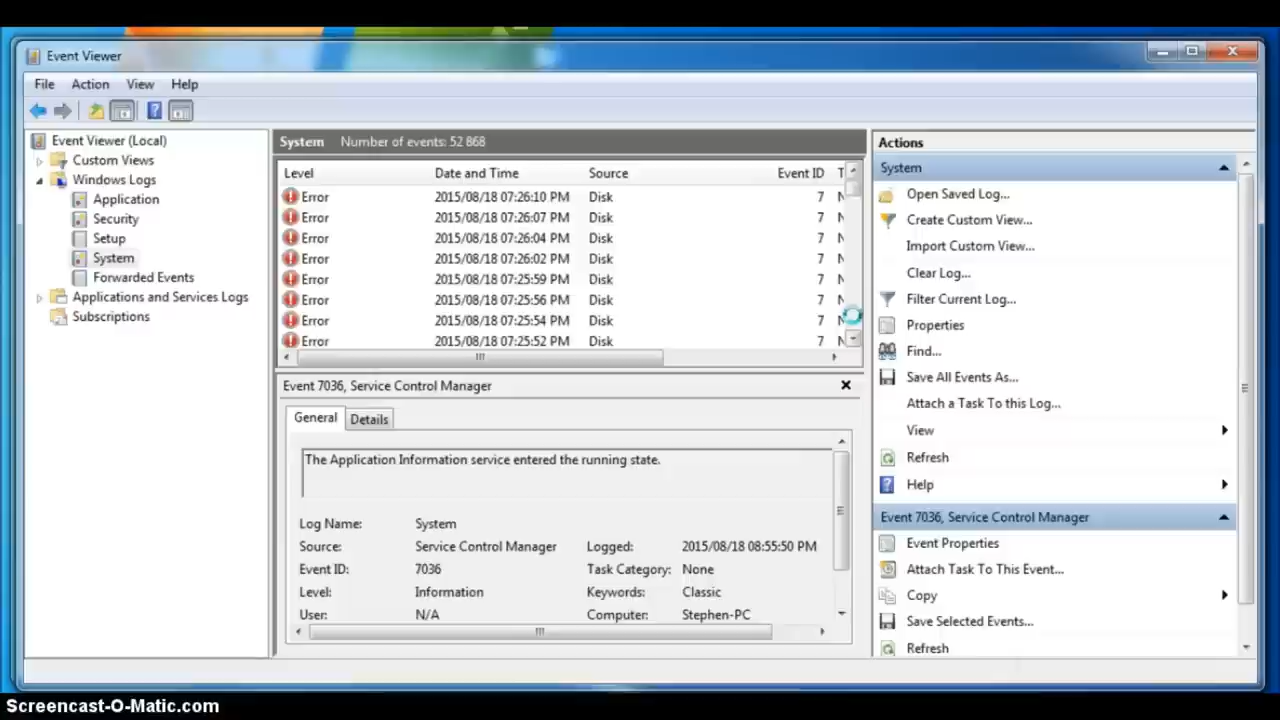 Event Viewer
File Action View Help
Event Viewer (Local)
Custom Views
Windows Logs
Application
Security
Setup
System
Forwarded Events
Applications and Services Logs
Subscriptions
System Number of events: 52 868
Level Date and Time Source Event ID T
Error 2015/08/18 07:26:10 PM Disk 7 N
Error 2015/08/18 07:26:07 PM Disk 7 N
Error 2015/08/18 07:26:04 PM Disk 7 N
Error 2015/08/18 07:26:02 PM Disk 7 N
Error 2015/08/18 07:25:59 PM Disk 7 N
Error 2015/08/18 07:25:56 PM Disk 7 N
Error 2015/08/18 07:25:54 PM Disk 7 N
Error 2015/08/18 07:25:52 PM Disk 7 N
Event 7036, Service Control Manager
General Details
The Application Information service entered the running state.
Log Name: System
Source: Service Control Manager Logged: 2015/08/18 08:55:50 PM
Event ID: 7036 Task Category: None
Level: Information Keywords: Classic
User: N/A Computer: Stephen-PC
Actions
System
Open Saved Log...
Create Custom View...
Import Custom View...
Clear Log...
Filter Current Log...
Properties
Find...
Save All Events As...
Attach a Task To this Log...
View
Refresh
Help
Event 7036, Service Control Manager
Event Properties
Attach Task To This Event...
Copy
Save Selected Events...
Refresh
Screencast-O-Matic.com